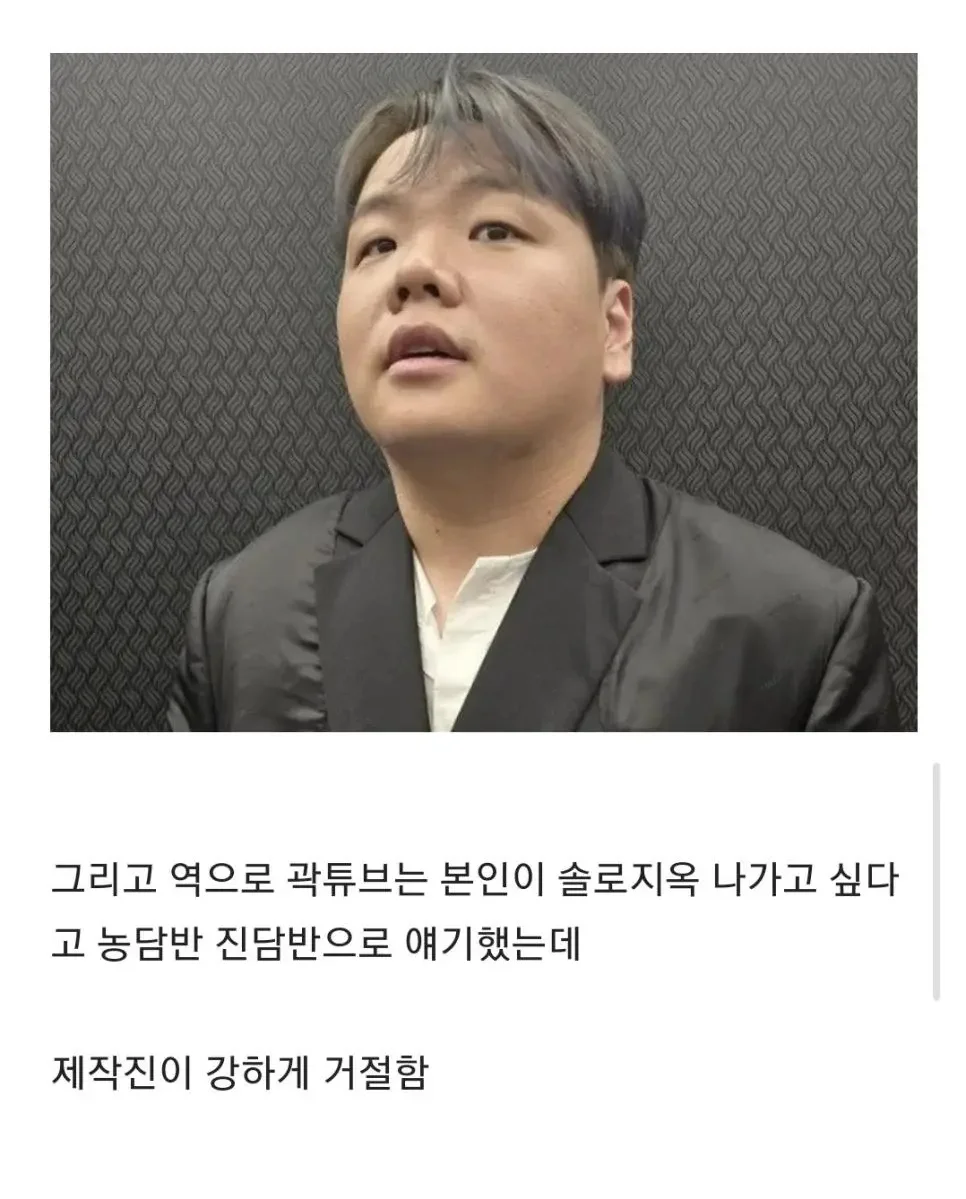 그리고 역으로 곽튜브는 본인이 솔로지옥 나가고 싶다
고 농담반 진담반으로 얘기했는데
제작진이 강하게 거절함